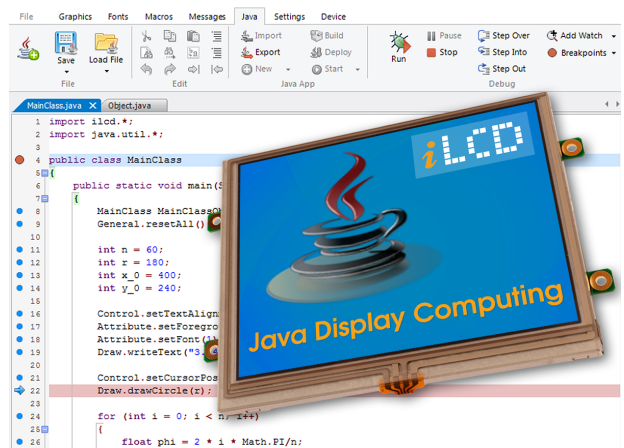 File Graphics Fonts Macros Messages Java Settings Device
Save
Load File
Import
Export
New
Build
Deploy
Start
Run
Pause
Stop
Step Over
Step Into
Step Out
Add Watch
Breakpoints
File Edit Java App Debug
MainClass.java Object.java
1 import ilcd.*;
2 import java.util.*;
3
4 public class MainClass
5 {
6 public static void main(
7 {
8 MainClass
9 General.resetAll()
10
11 int n = 60;
12 int r = 180;
13 int x_0 = 400;
14 int y_0 = 240;
15
16 Control.setTextAlign
17 Attribute.setForegro
18 Attribute.setFont(
19 Draw.writeText("3.
20
21 Control.setCursorPos
22 Draw.drawCircle(r);
23
24 for (int i = 0; i < n; i++)
25 {
26 float phi = 2 * i * Math.PI/n;
iLCD
Java Display Computing